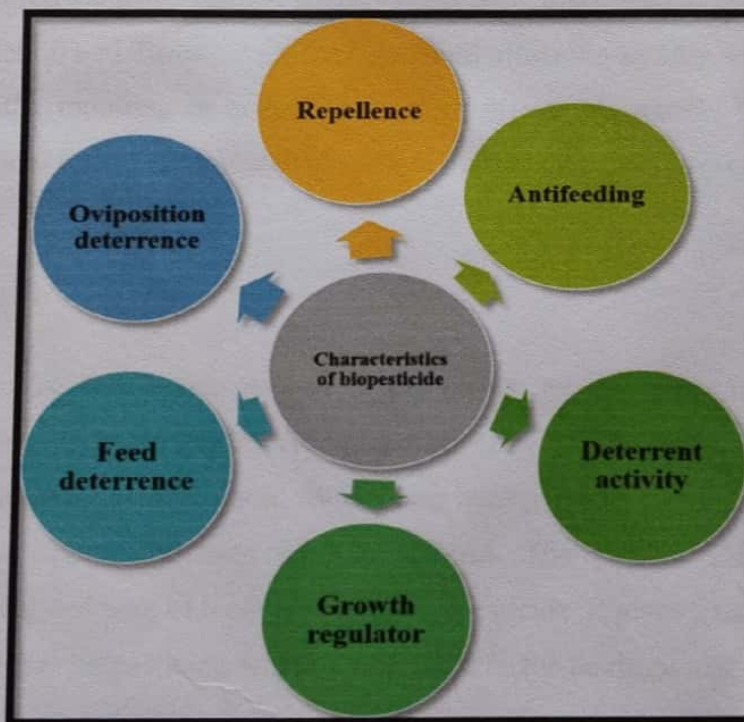 Repellence
Antifeeding
Oviposition
deterrence
Characteristics
of biopesticide
Feed
deterrence
Deterrent
activity
Growth
regulator